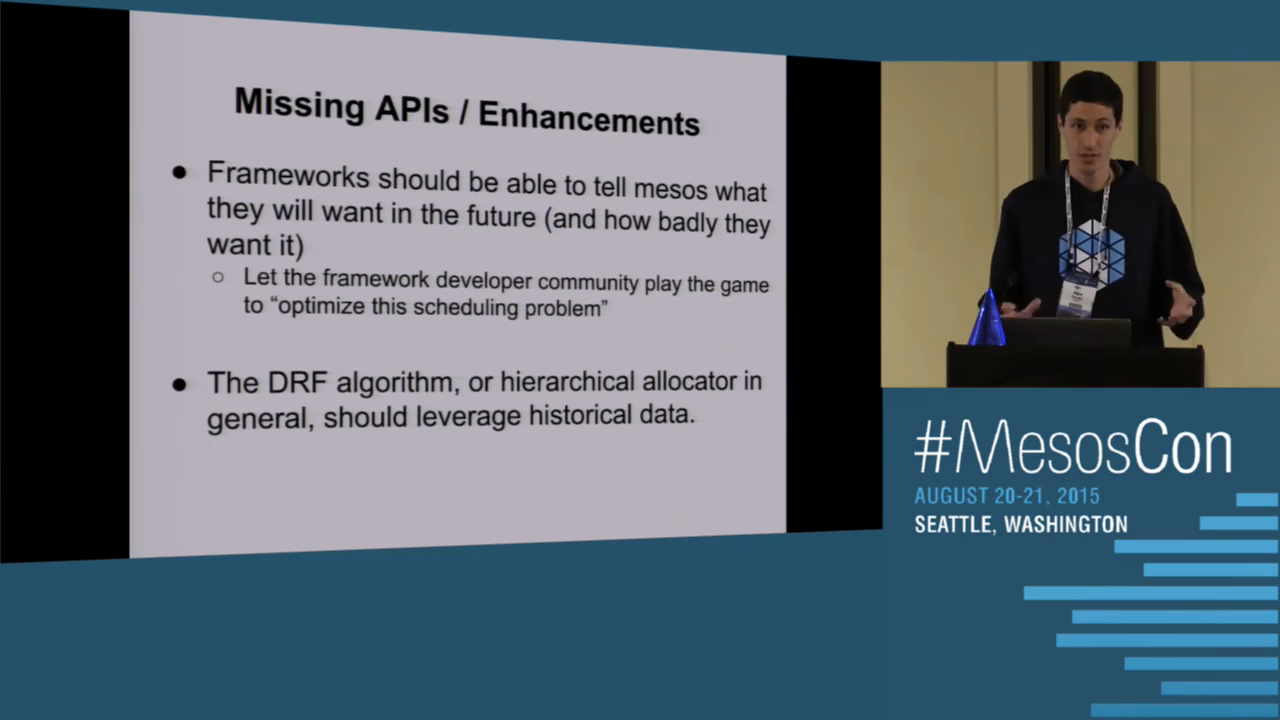 Missing APIs / Enhancements
● Frameworks should be able to tell mesos what
they will want in the future (and how badly they
want it)
○ Let the framework developer community play the game
to “optimize this scheduling problem”
● The DRF algorithm, or hierarchical allocator in
general, should leverage historical data.
#MesosCon
AUGUST 20-21, 2015
SEATTLE, WASHINGTON